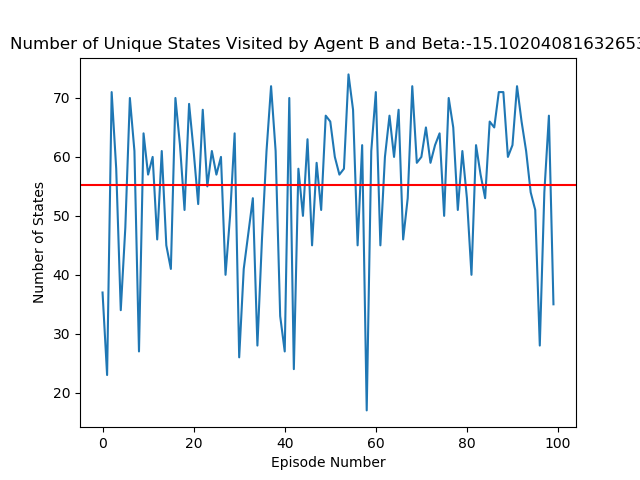 Number of Unique States Visited by Agent B and Beta:-15.10204081632653
70
60
50
40
30
20
Number of States
0 20 40 60 80 100
Episode Number